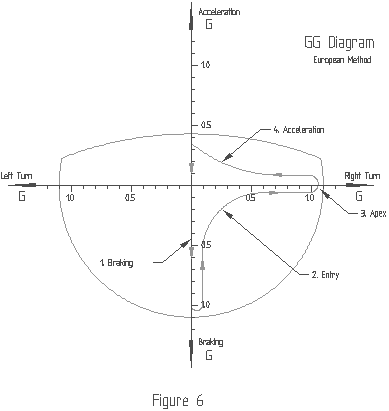 Acceleration
G
GG Diagram
European Method
1.0
0.5
4. Acceleration
Left Turn
G
Right Turn
G
1.0
0.5
0.5
1.0
3. Apex
0.5
1. Braking
2. Entry
1.0
Braking
G
Figure 6